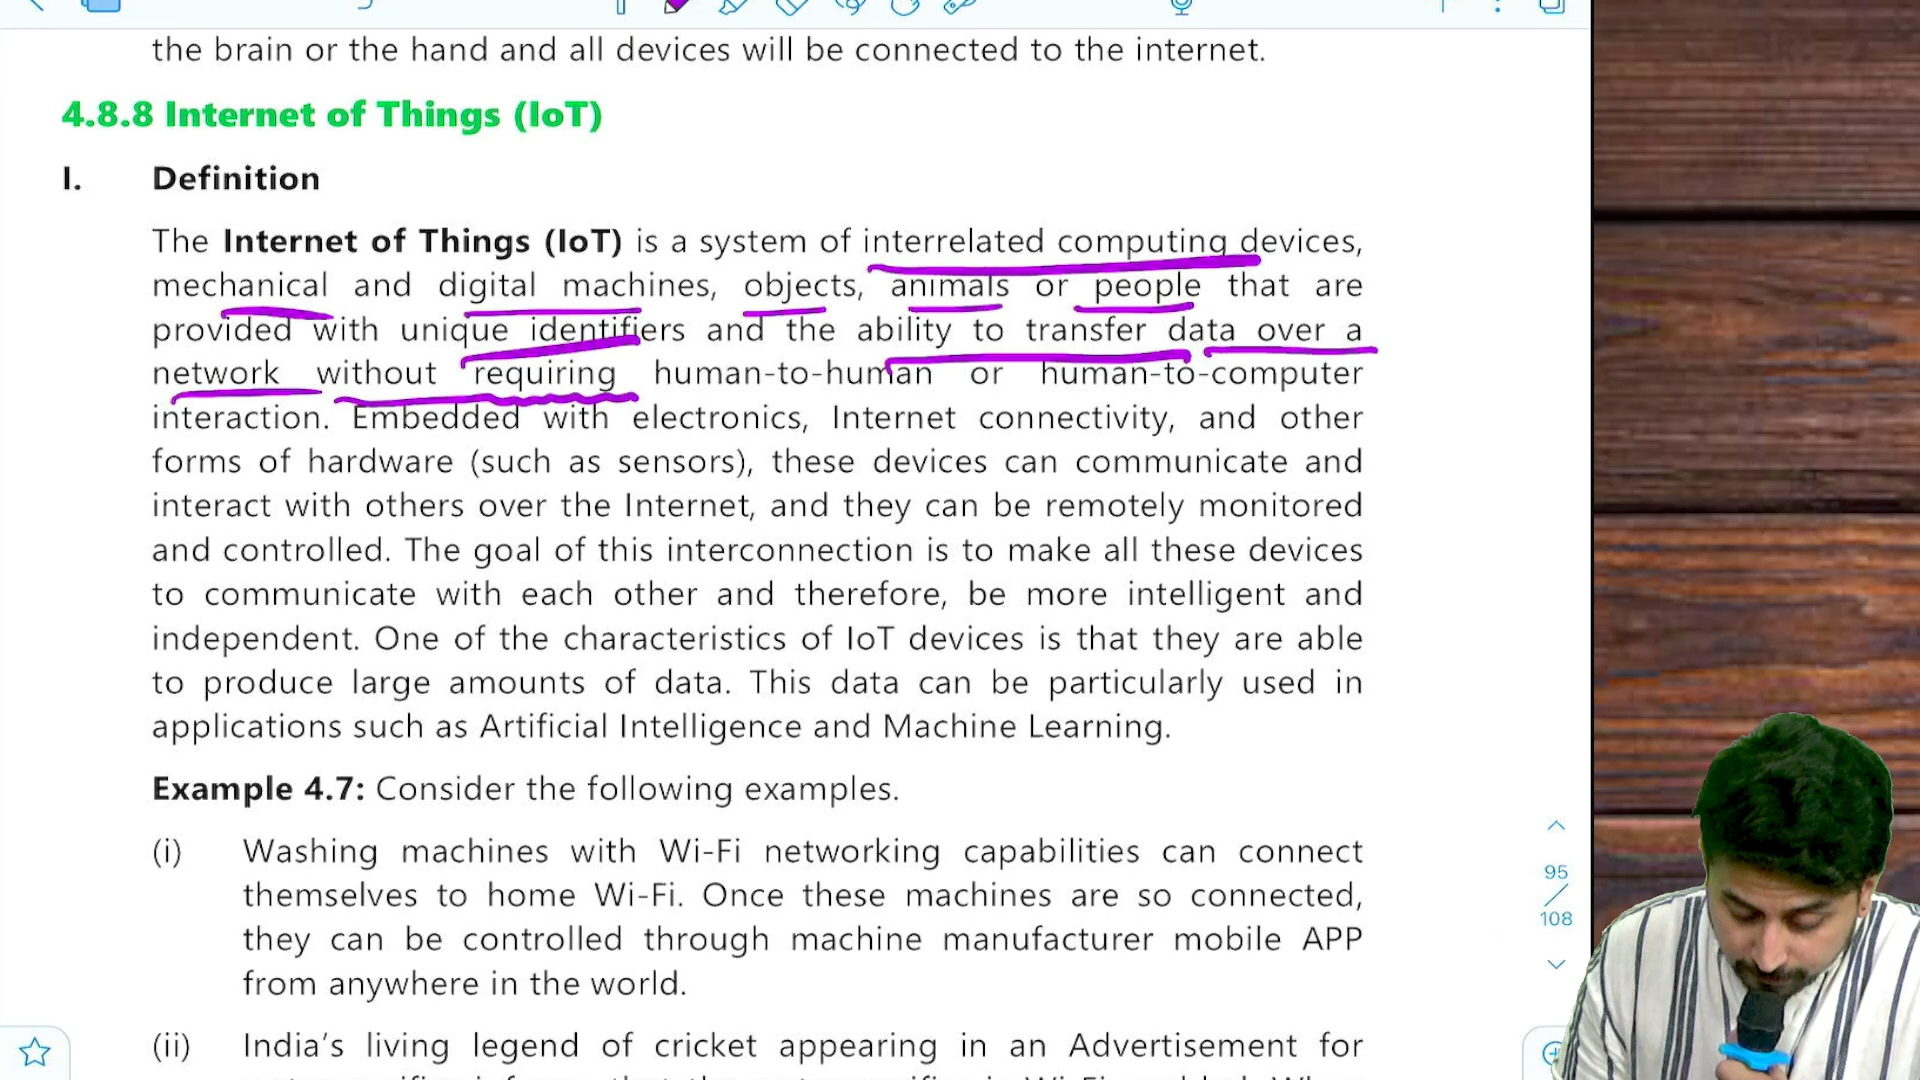 the brain or the hand and all devices will be connected to the internet.
4.8.8 Internet of Things (IoT)
I. Definition
The Internet of Things (IoT) is a system of interrelated computing devices,
mechanical and digital machines, objects, animals or people that are
provided with unique identifiers and the ability to transfer data over a
network without requiring human-to-human or human-to-computer
interaction. Embedded with electronics, Internet connectivity, and other
forms of hardware (such as sensors), these devices can communicate and
interact with others over the Internet, and they can be remotely monitored
and controlled. The goal of this interconnection is to make all these devices
to communicate with each other and therefore, be more intelligent and
independent. One of the characteristics of IoT devices is that they are able
to produce large amounts of data. This data can be particularly used in
applications such as Artificial Intelligence and Machine Learning.
Example 4.7: Consider the following examples.
(i) Washing machines with Wi-Fi networking capabilities can connect
themselves to home Wi-Fi. Once these machines are so connected,
they can be controlled through machine manufacturer mobile APP
from anywhere in the world.
95
/
108
(ii) India's living legend of cricket appearing in an Advertisement for